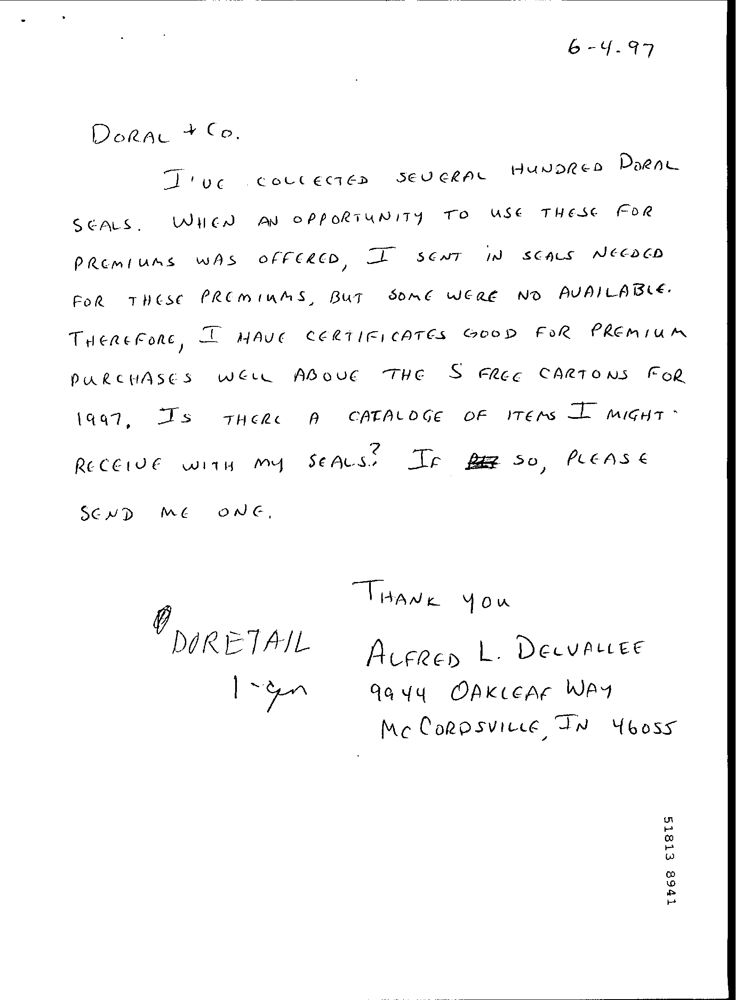 6-4.97
DORAL + CO.
I'VE COLLECTED SEVERAL HUNDRED DORAL
SEALS. WHEN AN OPPORTUNITY TO USE THESE FOR
PREMIUMS WAS OFFERED, I SENT IN SEALS NEEDED
FOR THESE PREMIUMS, BUT SOME WERE NO AVAILABLE.
THEREFORE, I HAVE CERTIFICATES GOOD FOR PREMIUM
PURCHASES WELL ABOVE THE 5 FREE CARTONS FOR
1997. IS THERE A CATALOGE OF ITEMS I MIGHT
RECEIVE WITH MY SEALS? IF SO, PLEASE
SEND ME ONE.
THANK YOU
DORETAIL
ALFRED L. DELVALLEE
9944 OAKLEAF WAY
MCCORDSVILLE, IN 46055
51813 8941